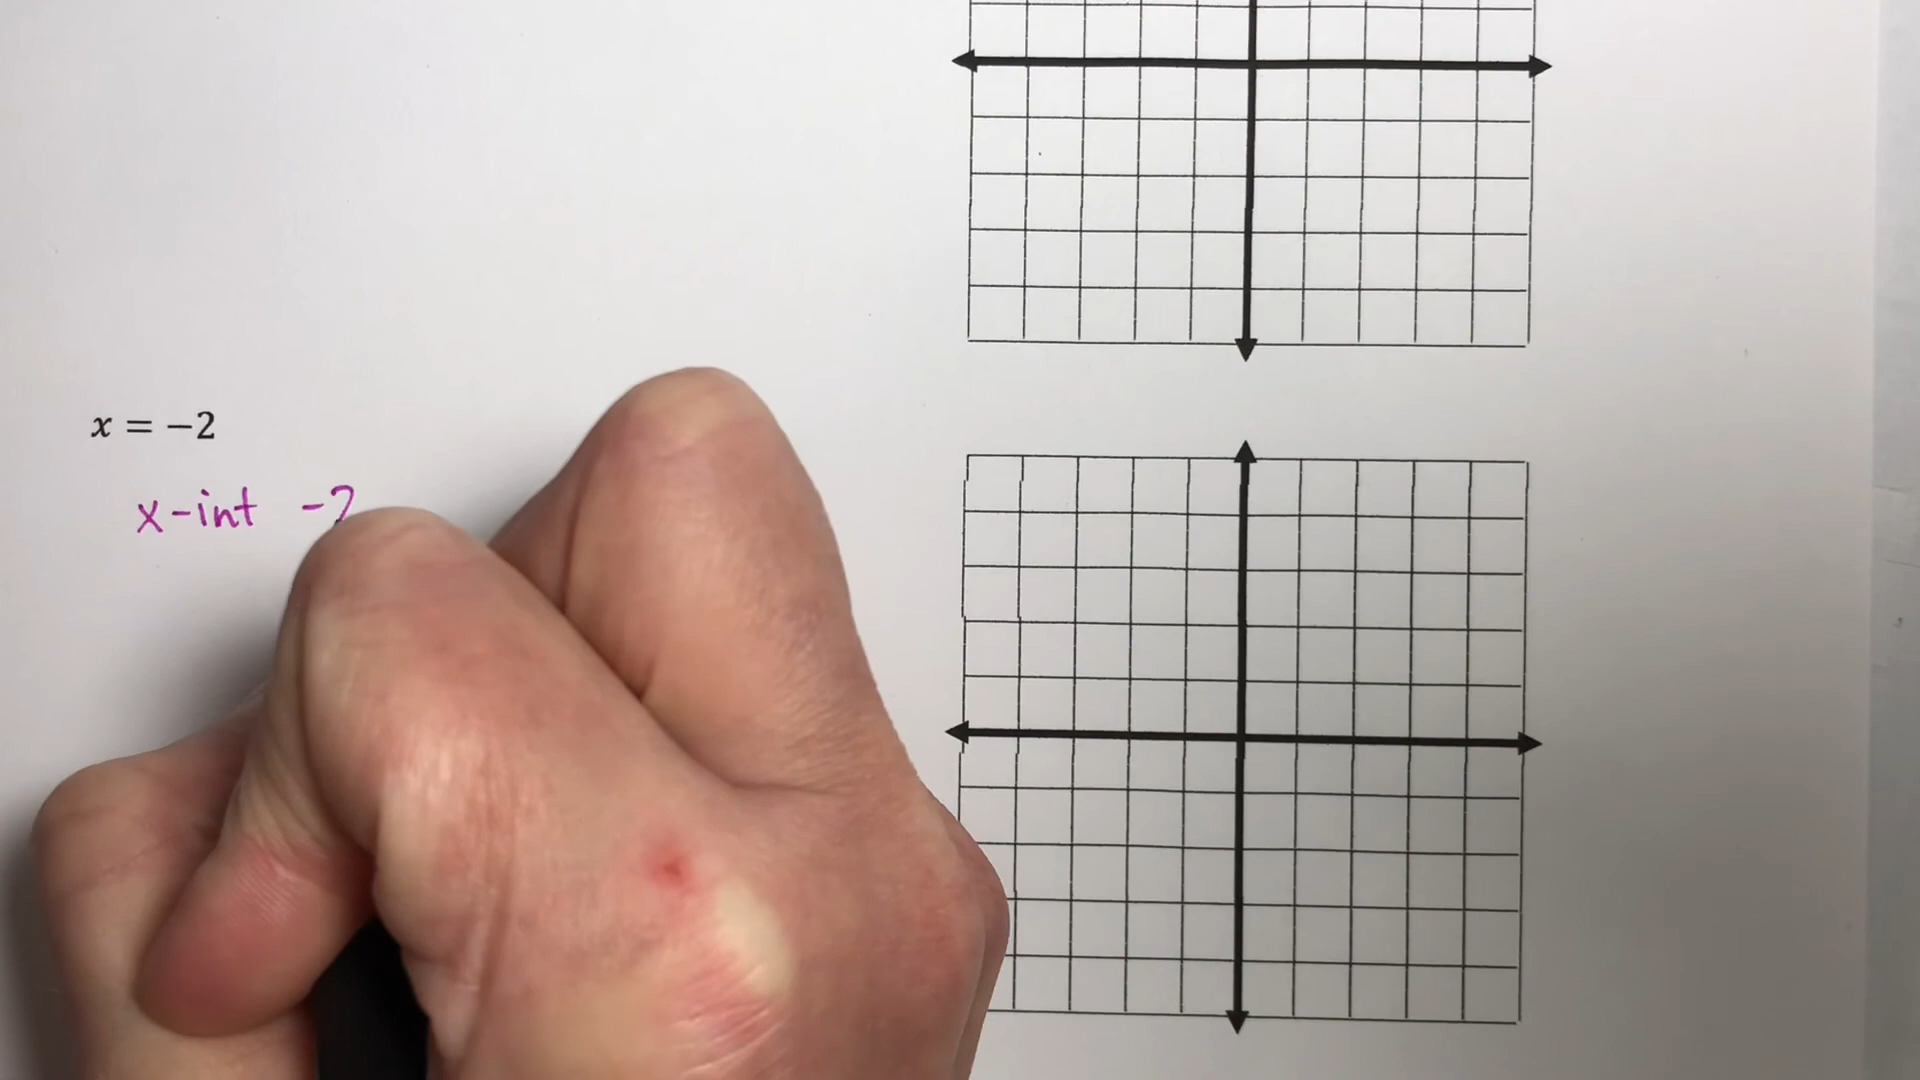 x = −2
x-int -2